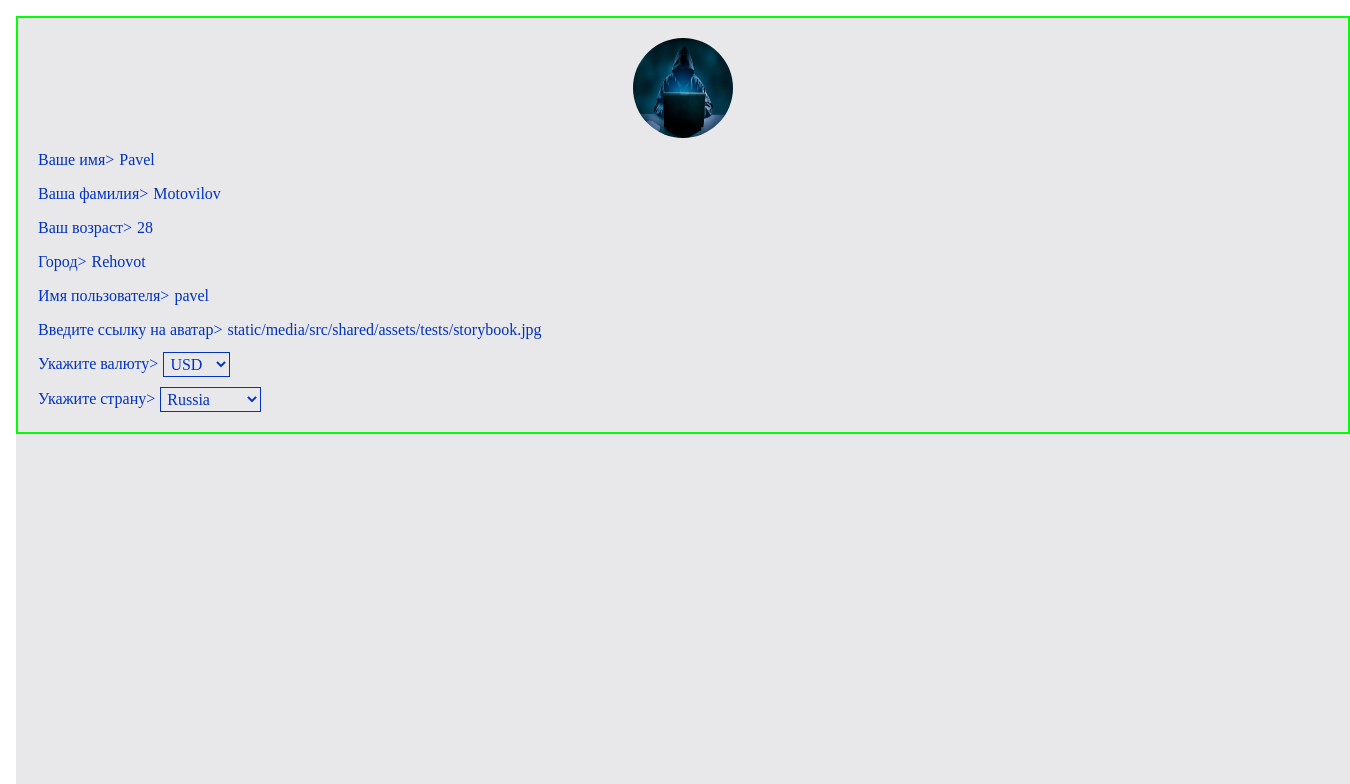 Ваше имя> Pavel
Ваша фамилия> Motovilov
Ваш возраст> 28
Город> Rehovot
Имя пользователя> pavel
Введите ссылку на аватар> static/media/src/shared/assets/tests/storybook.jpg
Укажите валюту> USD
Укажите страну> Russia